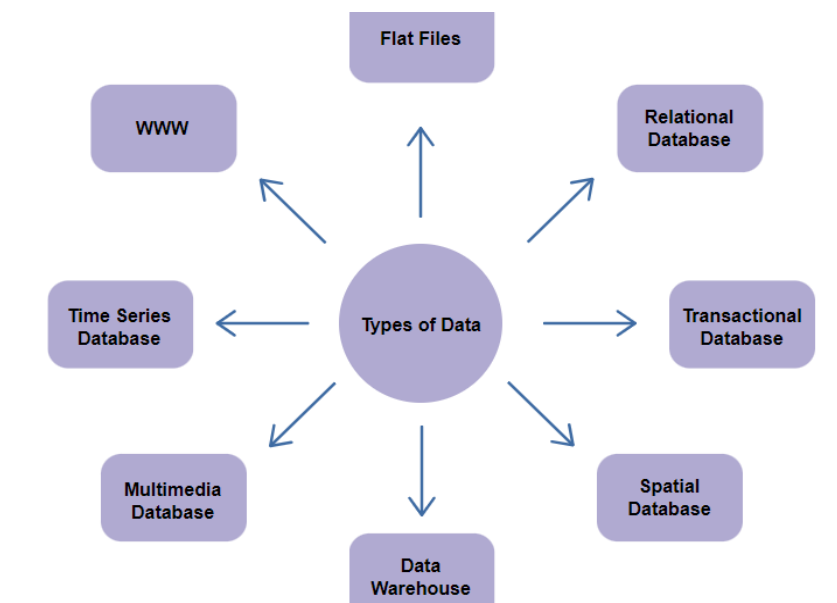 Flat Files
WWW
Relational
Database
Time Series
Database
Types of Data
Transactional
Database
Multimedia
Database
Spatial
Database
Data
Warehouse